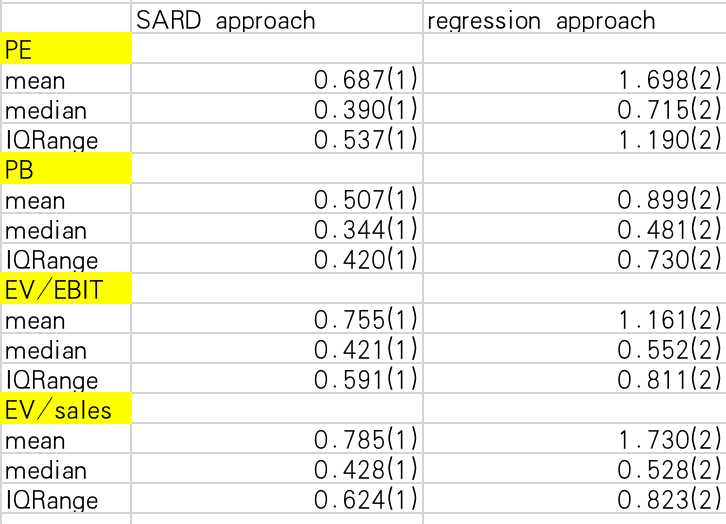 SARD approach regression approach
PE
mean 0.687(1) 1.698(2)
median 0.390(1) 0.715(2)
IQRange 0.537(1) 1.190(2)
PB
mean 0.507(1) 0.899(2)
median 0.344(1) 0.481(2)
IQRange 0.420(1) 0.730(2)
EV/EBIT
mean 0.755(1) 1.161(2)
median 0.421(1) 0.552(2)
IQRange 0.591(1) 0.811(2)
EV/sales
mean 0.785(1) 1.730(2)
median 0.428(1) 0.528(2)
IQRange 0.624(1) 0.823(2)